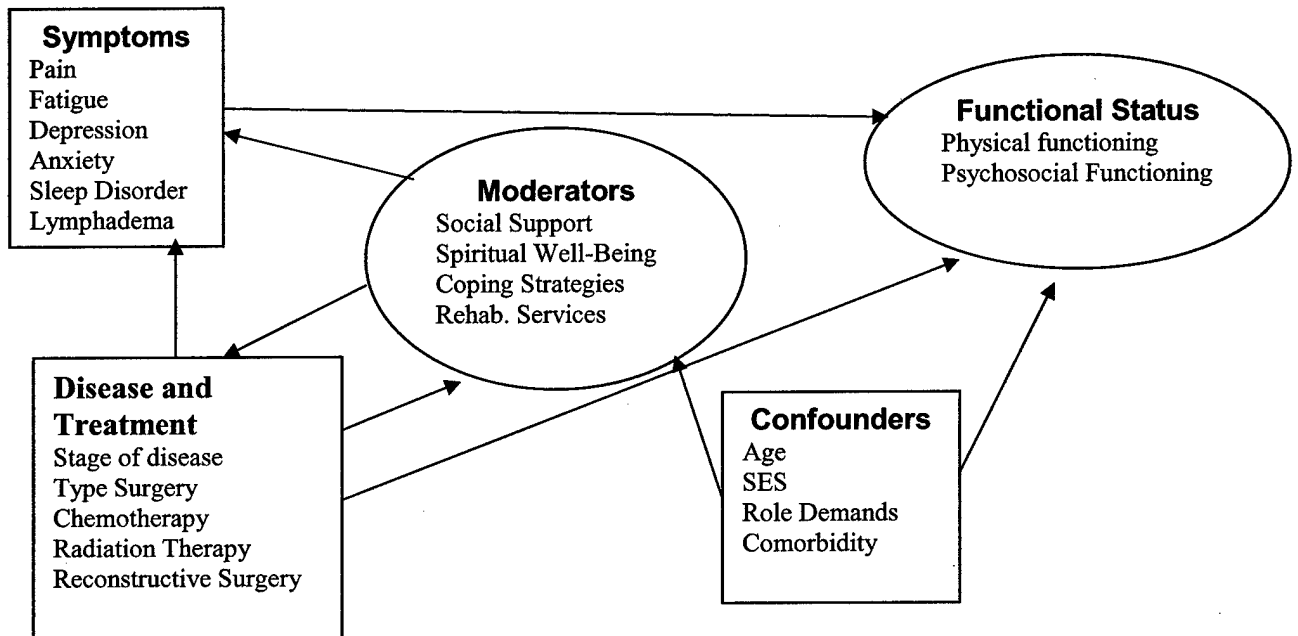 Symptoms
Pain
Fatigue
Depression
Anxiety
Sleep Disorder
Lymphadema
Functional Status
Physical functioning
Psychosocial Functioning
Moderators
Social Support
Spiritual Well-Being
Coping Strategies
Rehab. Services
Disease and
Treatment
Stage of disease
Type Surgery
Chemotherapy
Radiation Therapy
Reconstructive Surgery
Confounders
Age
SES
Role Demands
Comorbidity